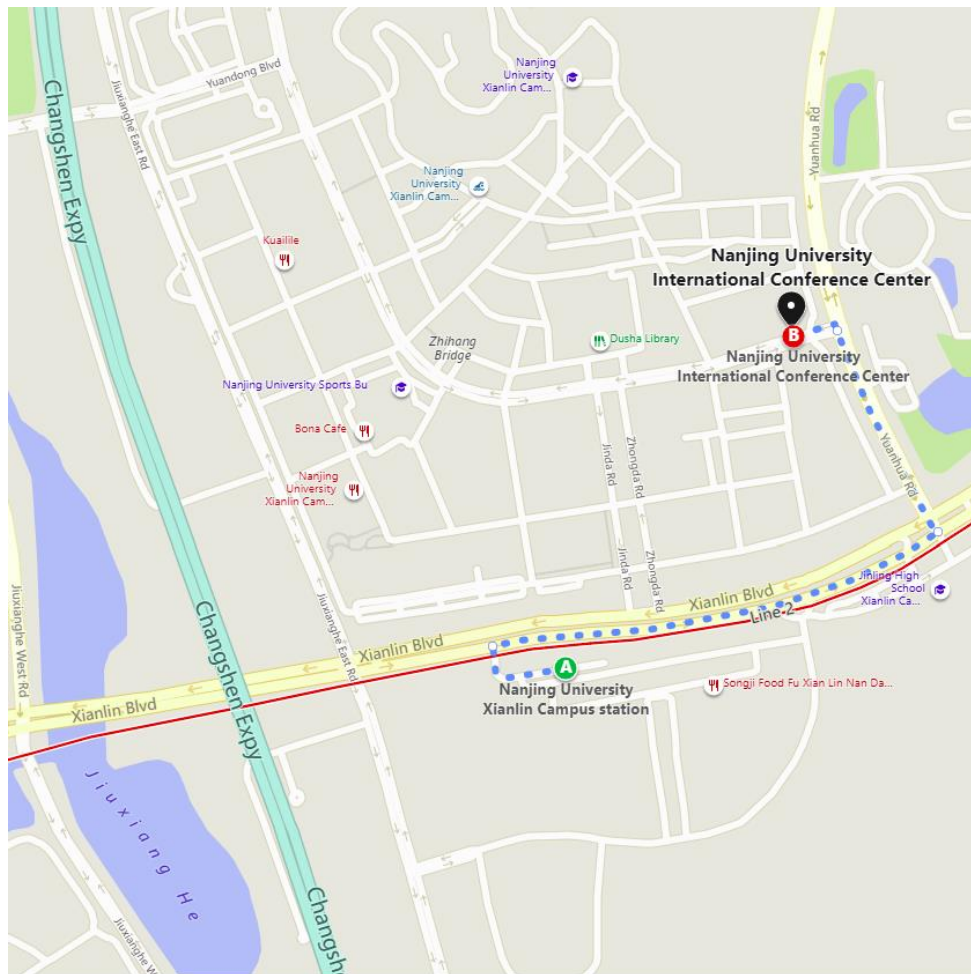 Nanjing
University
Xianlin Cam...
Yuandong Blvd
Jiuxianghe East Rd
Changshen Expy
Yuanhua Rd
Nanjing
University
Xianlin Cam...
Kuailile
Nanjing University
International Conference Center
B
Zhihang
Bridge
Dusha Library
Nanjing University
International Conference Center
Nanjing University Sports Bu
Bona Cafe
Jinda Rd
Zhongda Rd
Yuanhua Rd
Nanjing
University
Xianlin Cam...
Jinda Rd
Zhongda Rd
Jinling High
School
Xianlin Ca...
Xianlin Blvd
Line 2
Jiuxianghe East Rd
Xianlin Blvd
Changshen Expy
Jiuxianghe West Rd
A
Nanjing University
Xianlin Campus station
Songji Food Fu Xian Lin Nan Da...
Xianlin Blvd
Jiuxiang He
Changshen
Jiuxianghe W